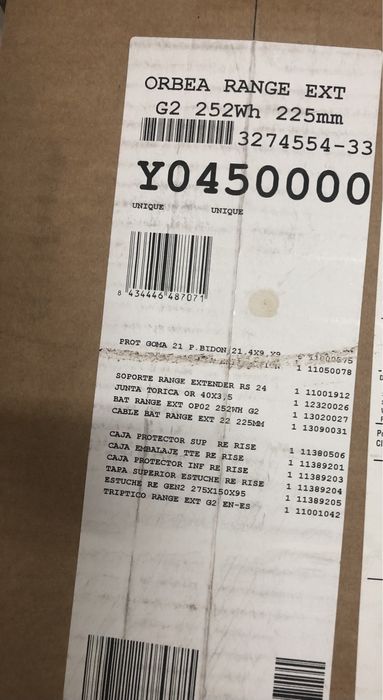 ORBEA RANGE EXT
G2 252Wh 225mm
3274554-33
Y0450000
UNIQUE UNIQUE
8 434446 487071
PROT GOMA 21 P.BIDON,21.4X9,
1 11050078
SOPORTE RANGE EXTENDER RS 24 1 11001912
JUNTA TORICA OR 40X3,5 1 12320026
BAT RANGE EXT OP02 252WH G2 1 13020027
CABLE BAT RANGE EXT 22 225MM 1 13090031
CAJA PROTECTOR SUP RE RISE 1 11380506
CAJA EMBALAJE TTE RE RISE 1 11389201
CAJA PROTECTOR INF RE RISE 1 11389203
TAPA SUPERIOR ESTUCHE RE RISE 1 11389204
ESTUCHE RE GEN2 275X150X95 1 11389205
TRIPTICO RANGE EXT G2 EN-ES 1 11001042